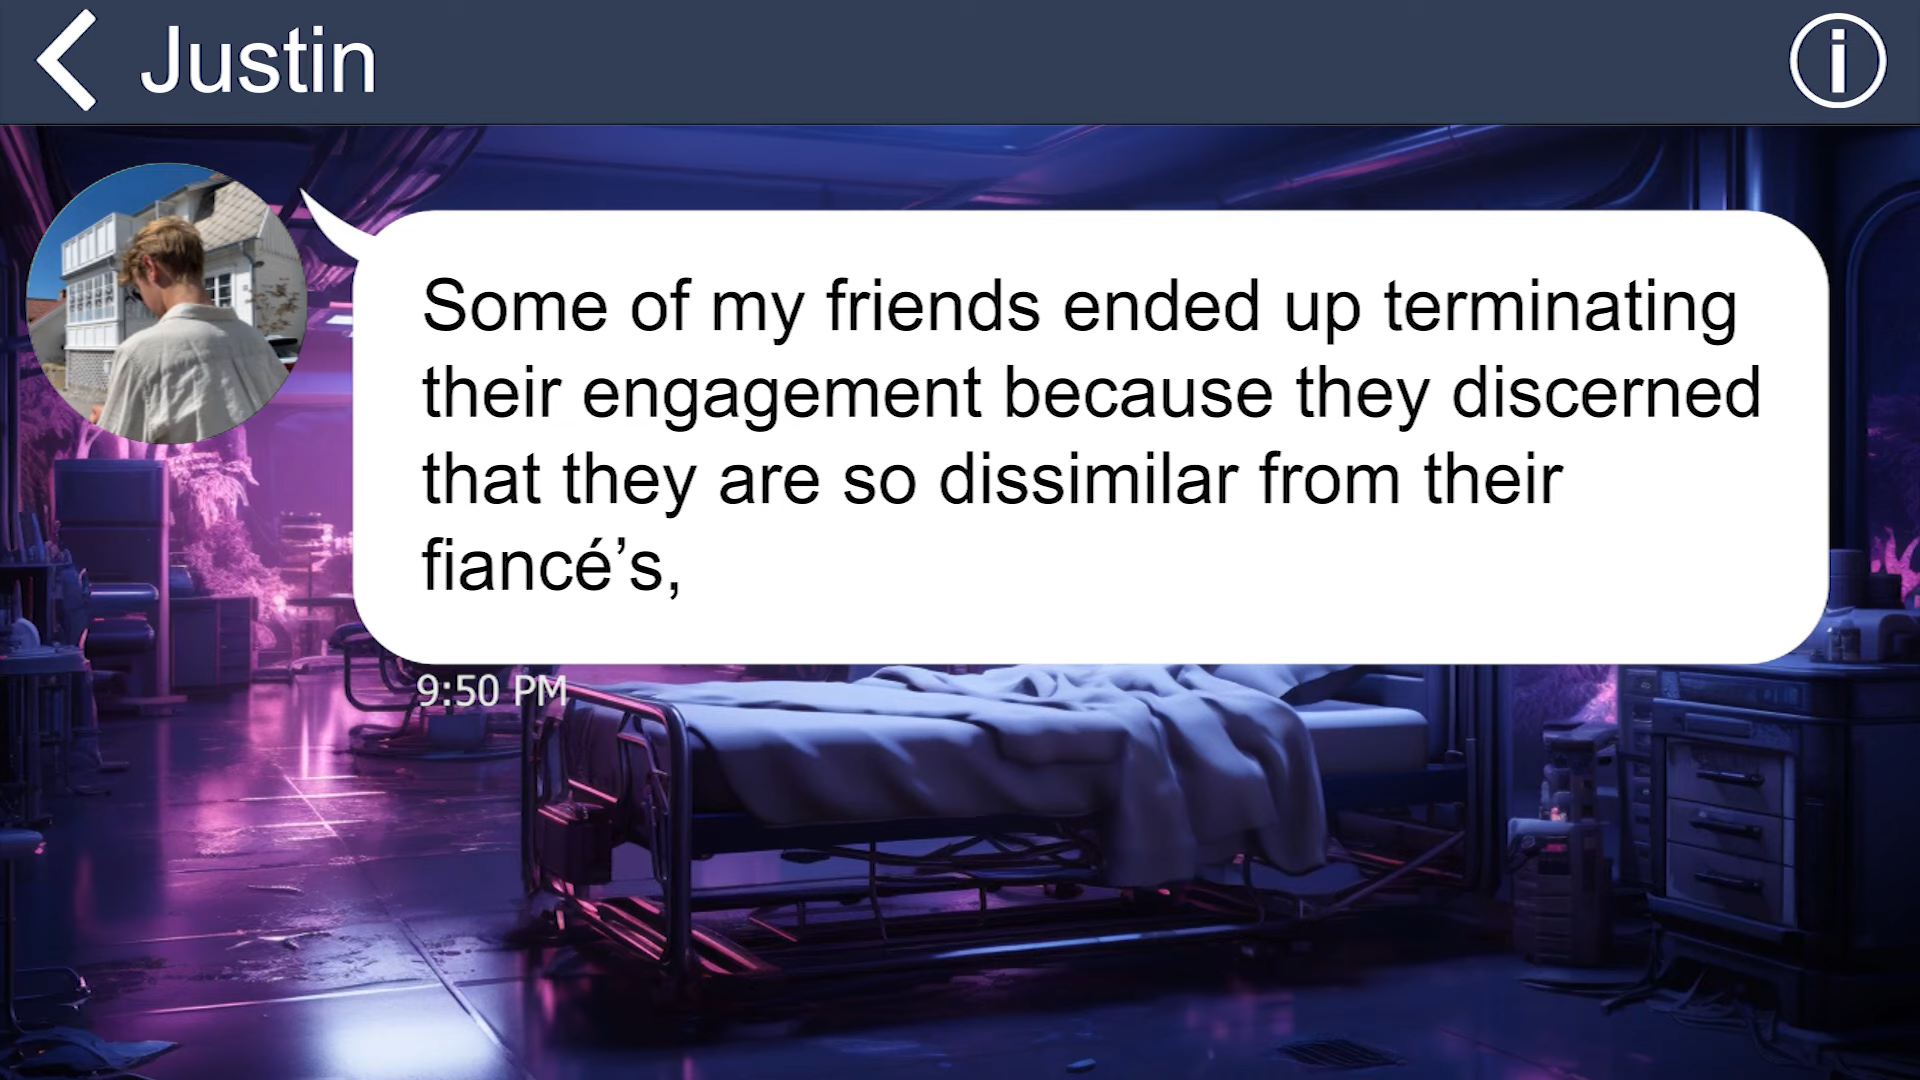 Justin
Some of my friends ended up terminating
their engagement because they discerned
that they are so dissimilar from their
fiancé’s,
9:50 PM